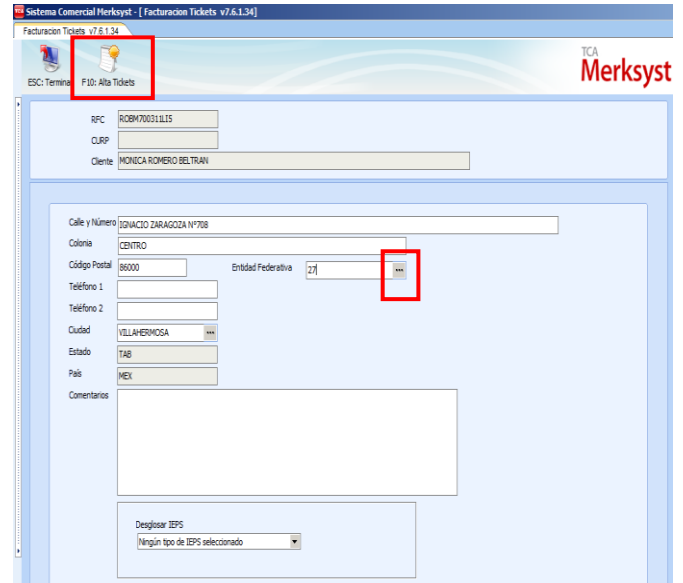 TCA Sistema Comercial Merksyst - [ Facturacion Tickets v7.6.1.34]
Facturacion Tickets v7.6.1.34
ESC: Termina
F10: Alta Tickets
TCA
Merksyst
RFC ROBM700311LI5
CURP
Cliente MONICA ROMERO BELTRAN
Calle y Número IGNACIO ZARAGOZA N°708
Colonia CENTRO
Código Postal 86000 Entidad Federativa 27 ...
Teléfono 1
Teléfono 2
Ciudad VILLAHERMOSA ...
Estado TAB
País MEX
Comentarios
Desglosar IEPS
Ningún tipo de IEPS seleccionado